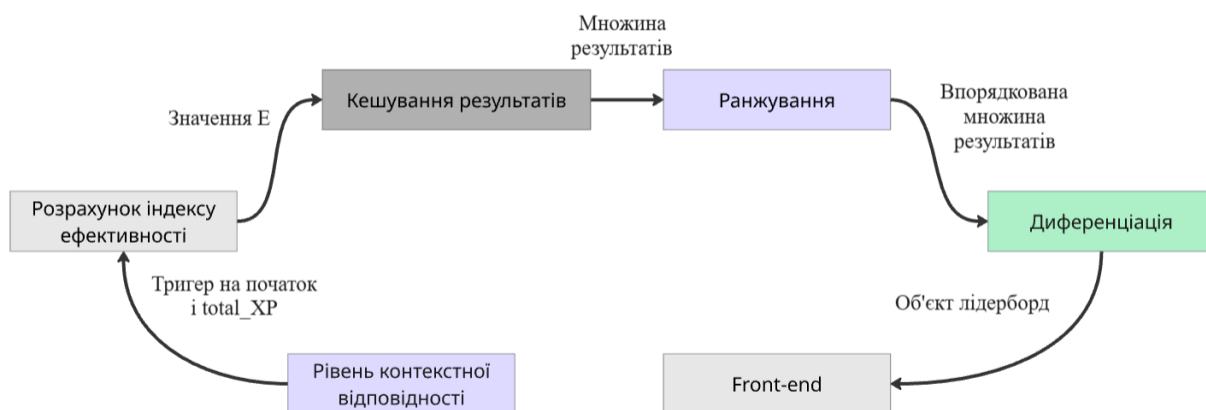 Множина
результатів
Кешування результатів
Ранжування
Впорядкована
множина
результатів
Значення E
Розрахунок індексу
ефективності
Диференціація
Тригер на початок
і total_XP
Об'єкт лідерборд
Рівень контекстної
відповідності
Front-end